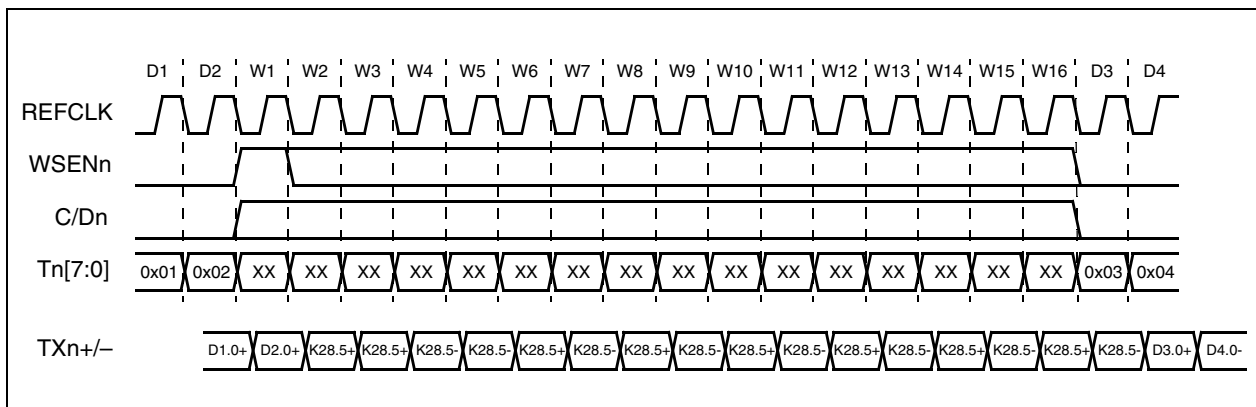 D1 D2 W1 W2 W3 W4 W5 W6 W7 W8 W9 W10 W11 W12 W13 W14 W15 W16 D3 D4
REFCLK
WSENn
C/Dn
Tn[7:0] 0x01 0x02 XX XX XX XX XX XX XX XX XX XX XX XX XX XX XX XX 0x03 0x04
TXn+/– D1.0+ D2.0+ K28.5+ K28.5+ K28.5- K28.5- K28.5+ K28.5- K28.5+ K28.5- K28.5+ K28.5- K28.5+ K28.5- K28.5+ K28.5- K28.5+ K28.5- D3.0+ D4.0-